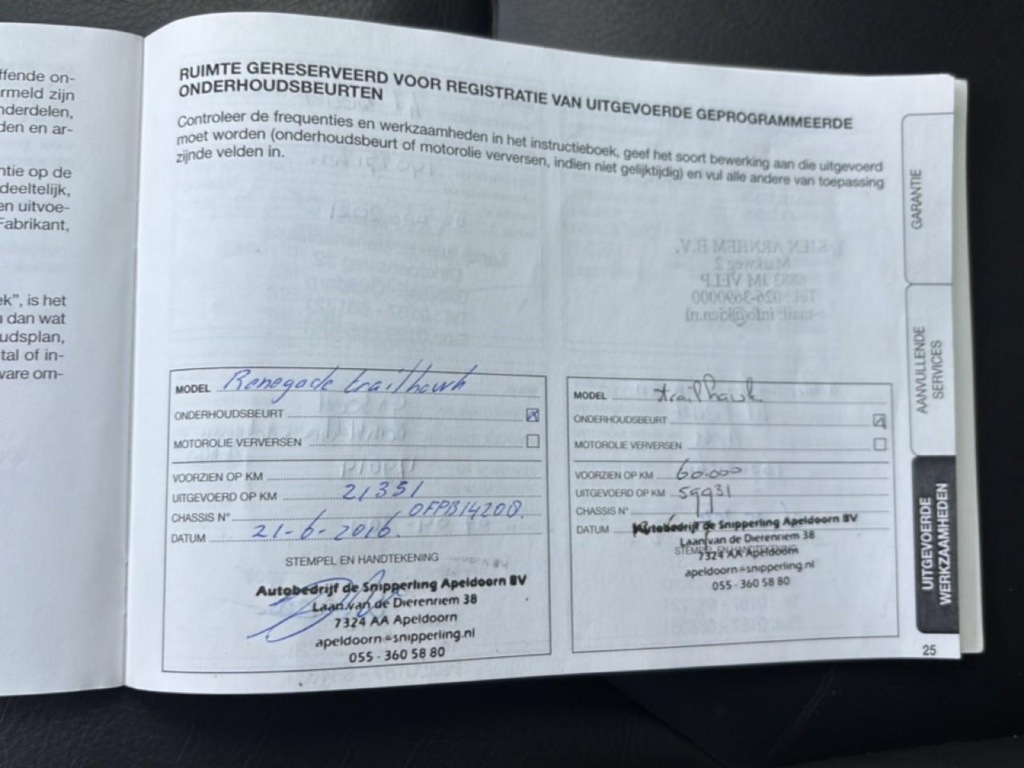 ffende on-
rmeld zijn
nderdelen,
den en ar-
ntie op de
deeltelijk,
en uitvoe-
Fabrikant,
ek", is het
n dan wat
udsplan,
tal of in-
ware om-
RUIMTE GERESERVEERD VOOR REGISTRATIE VAN UITGEVOERDE GEPROGRAMMEERDE
ONDERHOUDSBEURTEN
Controleer de frequenties en werkzaamheden in het instructieboek, geef het soort bewerking aan die uitgevoerd
moet worden (onderhoudsbeurt of motorolie verversen, indien niet gelijktijdig) en vul alle andere van toepassing
zijnde velden in.
MODEL Renegade trailhawk
ONDERHOUDSBEURT
MOTOROLIE VERVERSEN
VOORZIEN OP KM
UITGEVOERD OP KM 21351
CHASSIS N° OFPB14200.
DATUM 21-6-2016.
STEMPEL EN HANDTEKENING
Autobedrijf de Snipperling Apeldoorn BV
Laan van de Dierenriem 38
7324 AA Apeldoorn
apeldoorn@snipperling.nl
055 - 360 58 80
MODEL trailhawk
ONDERHOUDSBEURT
MOTOROLIE VERVERSEN
VOORZIEN OP KM 60.000
UITGEVOERD OP KM 59931
CHASSIS N°
DATUM
Autobedrijf de Snipperling Apeldoorn BV
Laan van de Dierenriem 38
STEMPEL EN HANDTEKENING
7324 AA Apeldoorn
apeldoorn@snipperling.nl
055 - 360 58 80
GARANTIE
AANVULLENDE
SERVICES
UITGEVOERDE
WERKZAAMHEDEN
25